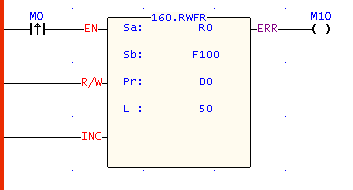 M0 160.RWFR M10
EN Sa: R0 ERR
Sb: F100
R/W Pr: D0
L : 50
INC